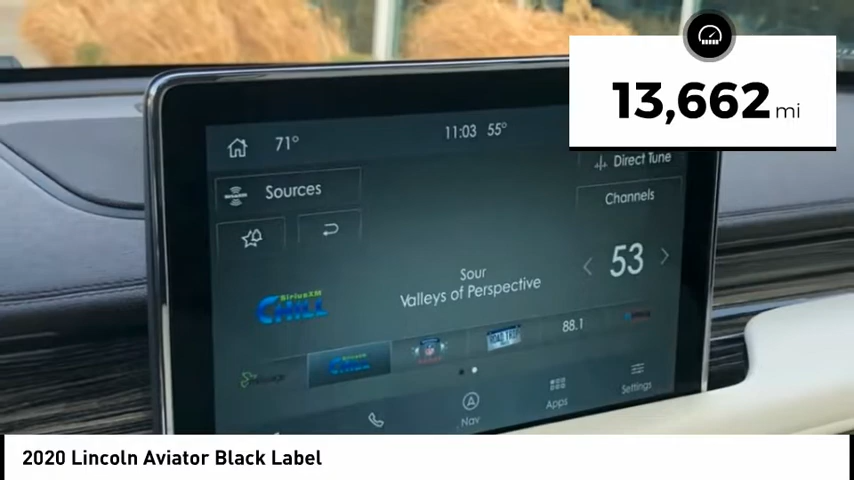 13,662 mi
71° 11:03 55°
Direct Tune
Sources
Channels
53
Sour
Valleys of Perspective
SiriusXM
CHILL
88.1
Nav
Apps
Settings
2020 Lincoln Aviator Black Label